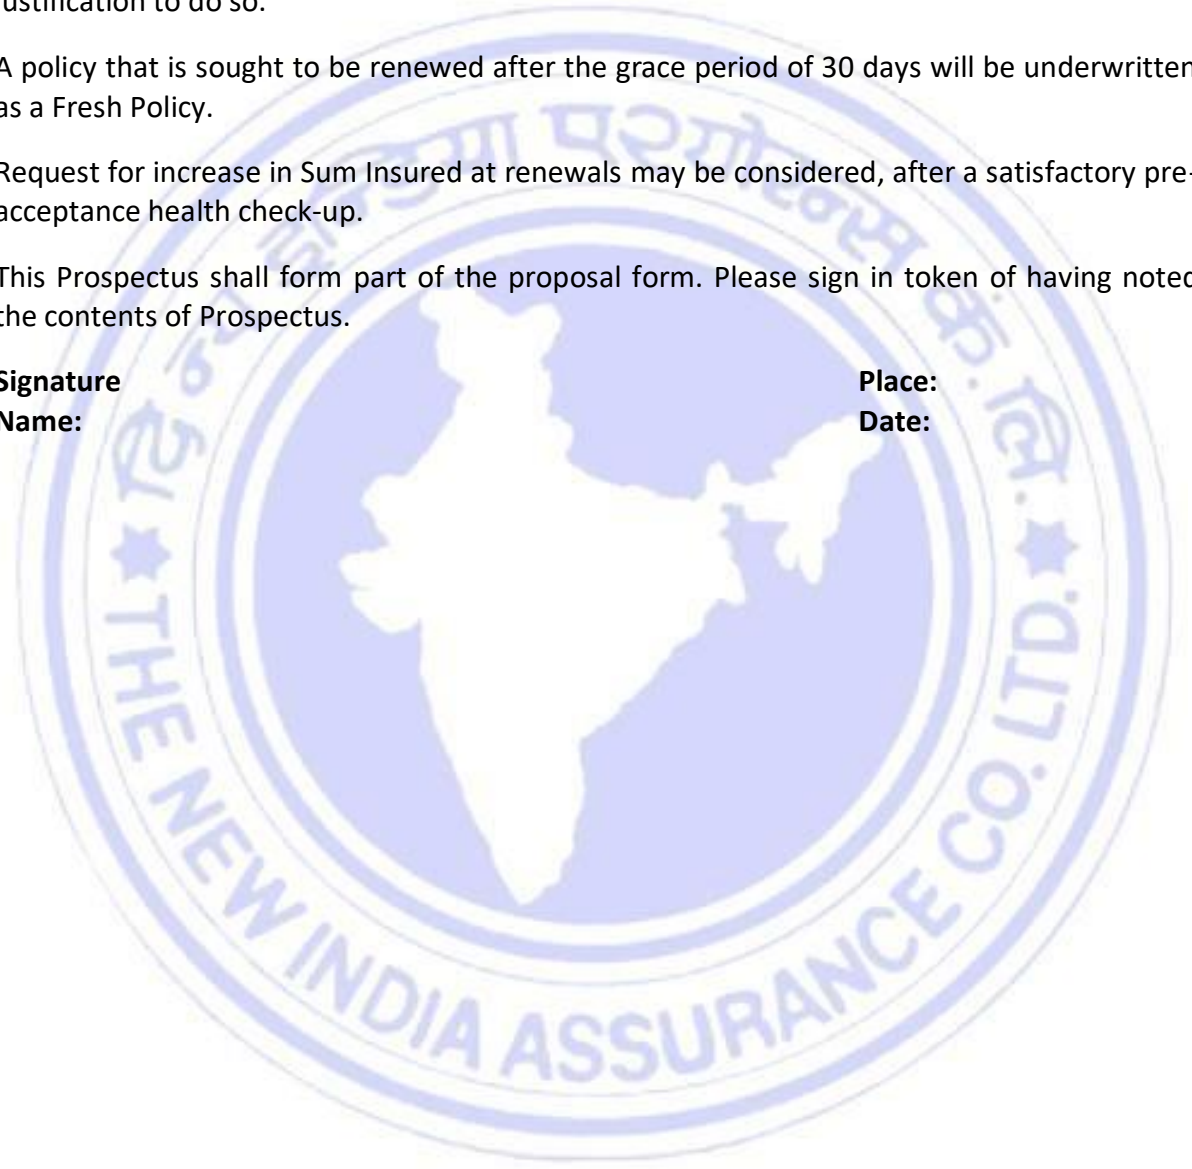 justification to do so.
A policy that is sought to be renewed after the grace period of 30 days will be underwritten
as a Fresh Policy.
Request for increase in Sum Insured at renewals may be considered, after a satisfactory pre-
acceptance health check-up.
This Prospectus shall form part of the proposal form. Please sign in token of having noted
the contents of Prospectus.
Signature Place:
Name: Date:
दि न्यू इन्डिया एश्योरन्स कं. लि.
THE NEW INDIA ASSURANCE CO. LTD.